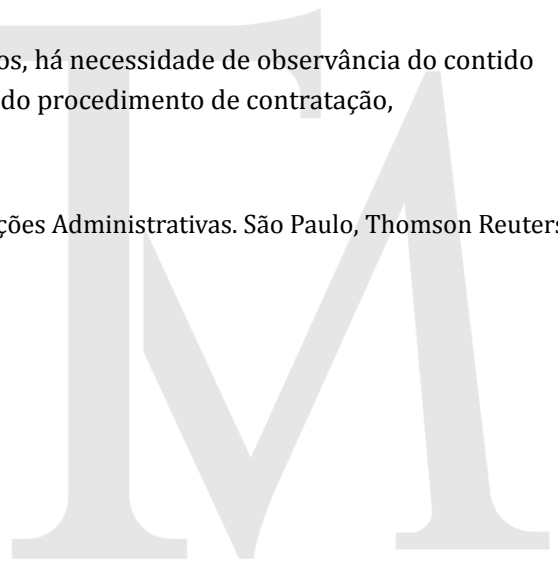 os, há necessidade de observância do contido
do procedimento de contratação,
ções Administrativas. São Paulo, Thomson Reuters